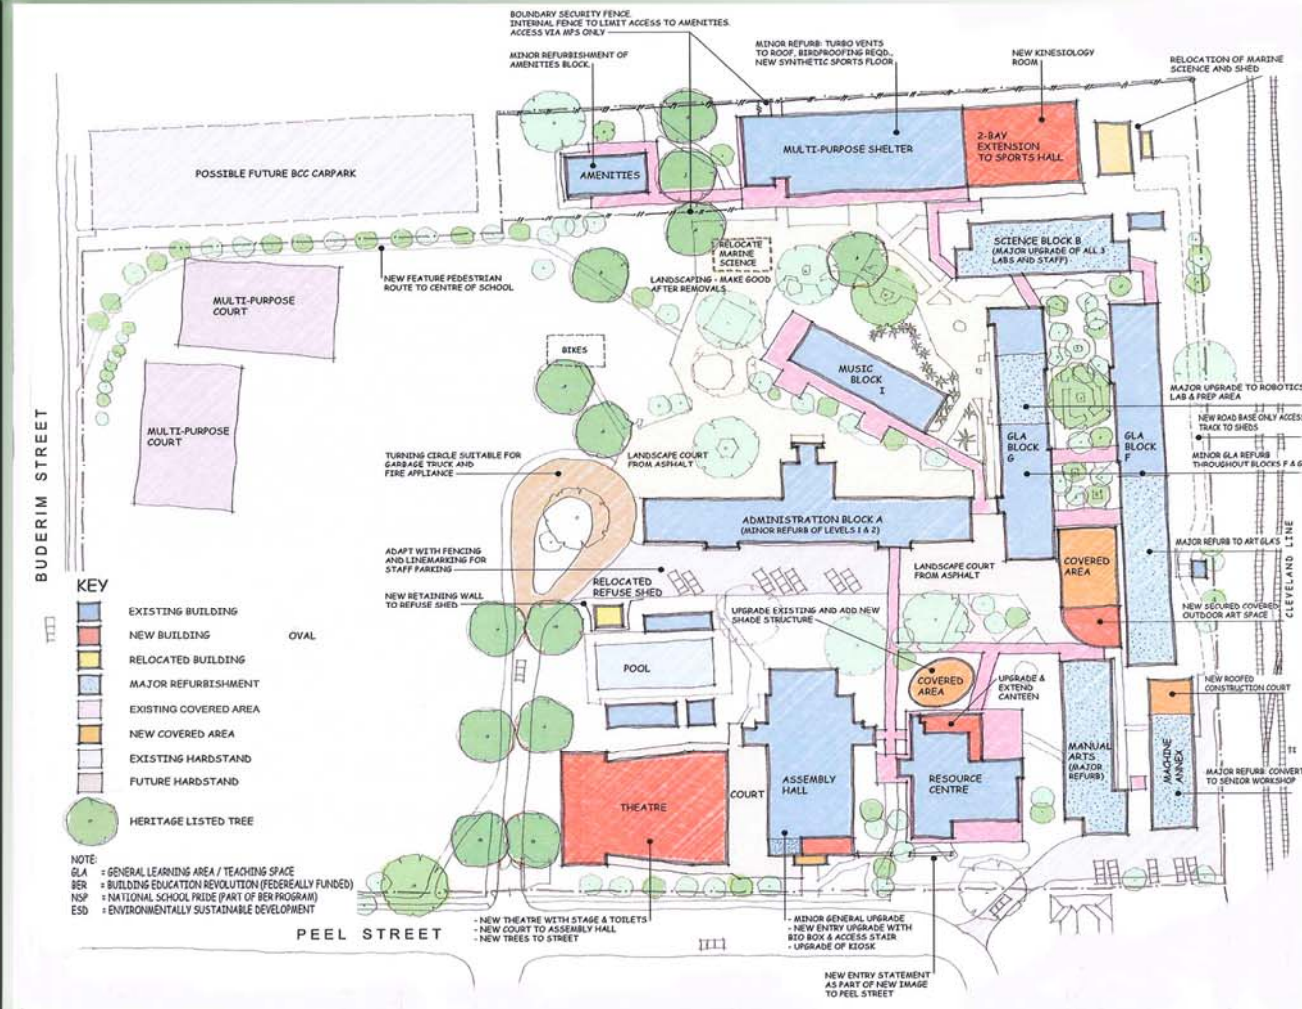 BOUNDARY SECURITY FENCE.
INTERNAL FENCE TO LIMIT ACCESS TO AMENITIES.
ACCESS VIA MPS ONLY
MINOR REFURBISHMENT OF
AMENITIES BLOCK
MINOR REFURB: TURBO VENTS
TO ROOF, BIRDPROOFING REQD.,
NEW SYNTHETIC SPORTS FLOOR
NEW KINESIOLOGY
ROOM
RELOCATION OF MARINE
SCIENCE AND SHED
POSSIBLE FUTURE BCC CARPARK
AMENITIES
MULTI-PURPOSE SHELTER
2-BAY
EXTENSION
TO SPORTS HALL
SCIENCE BLOCK B
(MAJOR UPGRADE OF ALL 3
LABS AND STAFF)
RELOCATE
MARINE
SCIENCE
LANDSCAPING - MAKE GOOD
AFTER REMOVALS
NEW FEATURE PEDESTRIAN
ROUTE TO CENTRE OF SCHOOL
MULTI-PURPOSE
COURT
BIKES
MUSIC
BLOCK
I
MULTI-PURPOSE
COURT
MAJOR UPGRADE TO ROBOTICS
LAB & PREP AREA
NEW ROAD BASE ONLY ACCESS
TRACK TO SHEDS
GLA
BLOCK
G
GLA
BLOCK
F
MINOR GLA REFURB
THROUGHOUT BLOCKS F & G
TURNING CIRCLE SUITABLE FOR
GARBAGE TRUCK AND
FIRE APPLIANCE
LANDSCAPE COURT
FROM ASPHALT
ADMINISTRATION BLOCK A
(MINOR REFURB OF LEVELS 1 & 2)
BUDERIM STREET
CLEVELAND LINE
MAJOR REFURB TO ART GLA'S
COVERED
AREA
LANDSCAPE COURT
FROM ASPHALT
ADAPT WITH FENCING
AND LINEMARKING FOR
STAFF PARKING
RELOCATED
REFUSE SHED
NEW RETAINING WALL
TO REFUSE SHED
UPGRADE EXISTING AND ADD NEW
SHADE STRUCTURE
NEW SECURED COVERED
OUTDOOR ART SPACE
KEY
EXISTING BUILDING
NEW BUILDING
OVAL
RELOCATED BUILDING
MAJOR REFURBISHMENT
EXISTING COVERED AREA
NEW COVERED AREA
EXISTING HARDSTAND
FUTURE HARDSTAND
HERITAGE LISTED TREE
POOL
COVERED
AREA
UPGRADE &
EXTEND
CANTEEN
NEW ROOFED
CONSTRUCTION COURT
MANUAL
ARTS
(MAJOR
REFURB)
MACHINE
ANNEX
MAJOR REFURB: CONVERT
TO SENIOR WORKSHOP
THEATRE
COURT
ASSEMBLY
HALL
RESOURCE
CENTRE
NOTE:
GLA = GENERAL LEARNING AREA / TEACHING SPACE
BER = BUILDING EDUCATION REVOLUTION (FEDEREALLY FUNDED)
NSP = NATIONAL SCHOOL PRIDE (PART OF BER PROGRAM)
ESD = ENVIRONMENTALLY SUSTAINABLE DEVELOPMENT
PEEL STREET
- NEW THEATRE WITH STAGE & TOILETS
- NEW COURT TO ASSEMBLY HALL
- NEW TREES TO STREET
- MINOR GENERAL UPGRADE
- NEW ENTRY UPGRADE WITH
BIO BOX & ACCESS STAIR
- UPGRADE OF KIOSK
NEW ENTRY STATEMENT
AS PART OF NEW IMAGE
TO PEEL STREET